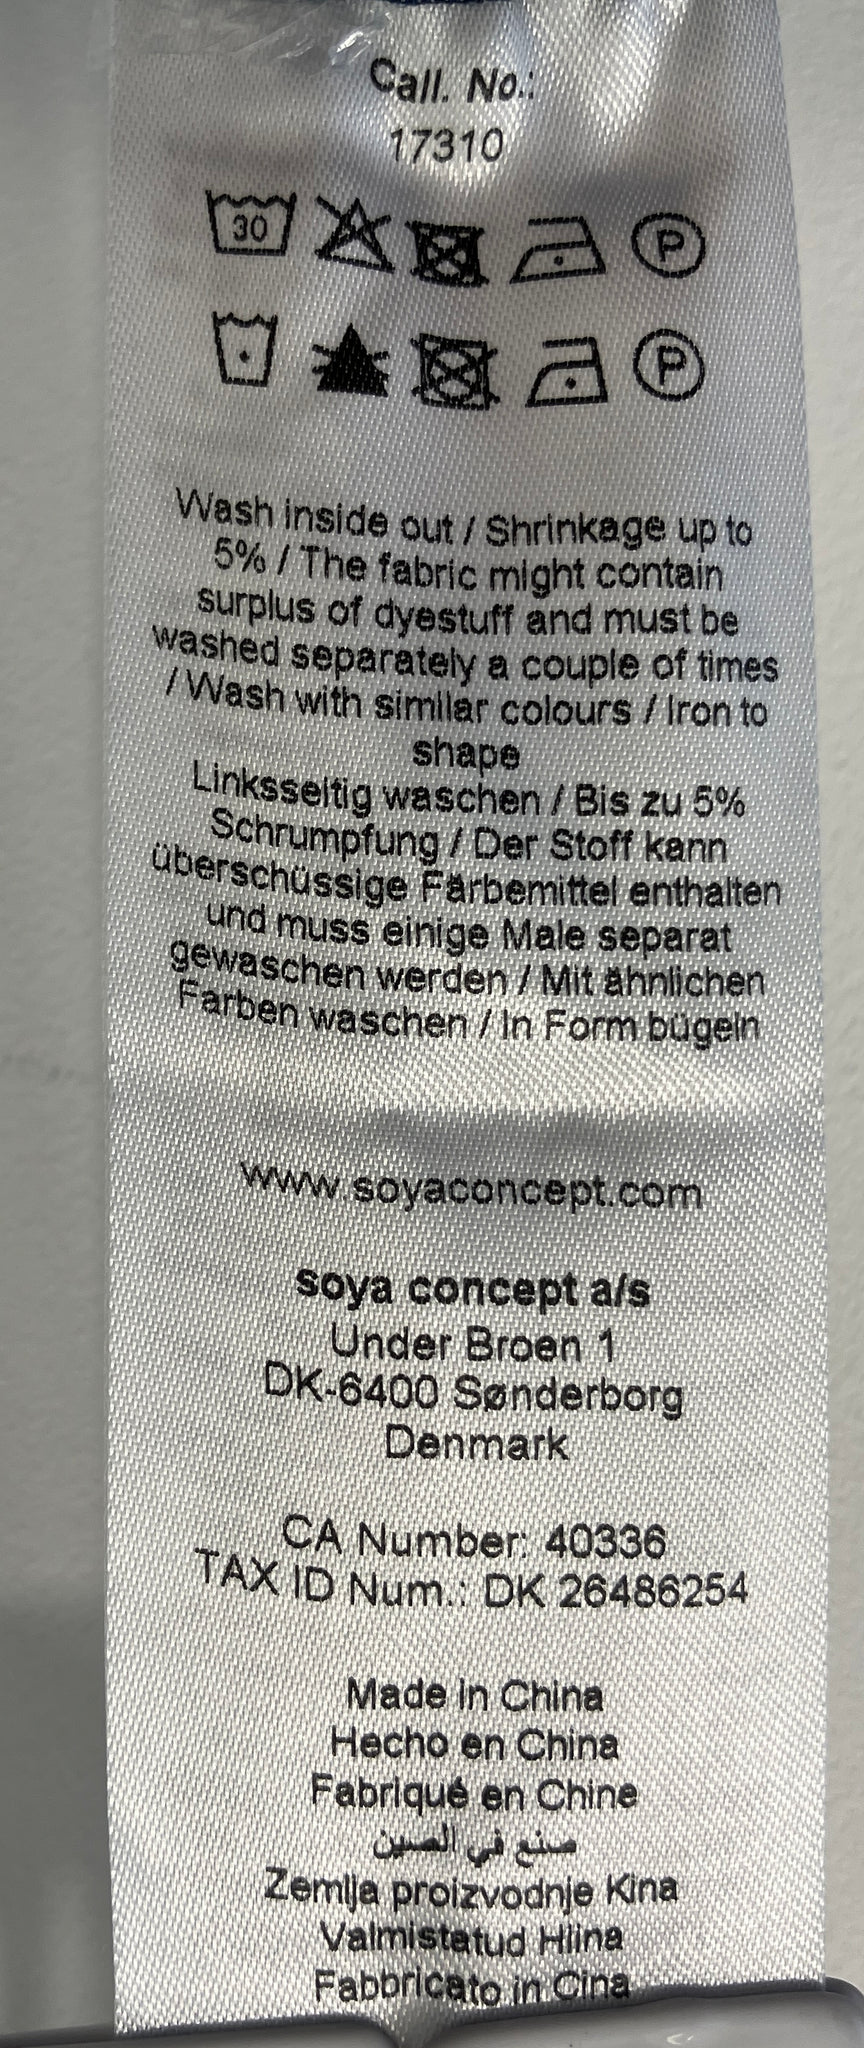 Call. No.:
17310
30
P
P
Wash inside out / Shrinkage up to
5% / The fabric might contain
surplus of dyestuff and must be
washed separately a couple of times
/ Wash with similar colours / Iron to
shape
Linksseitig waschen / Bis zu 5%
Schrumpfung / Der Stoff kann
überschüssige Färbemittel enthalten
und muss einige Male separat
gewaschen werden / Mit ähnlichen
Farben waschen / In Form bügeln
www.soyaconcept.com
soya concept a/s
Under Broen 1
DK-6400 Sønderborg
Denmark
CA Number: 40336
TAX ID Num.: DK 26486254
Made in China
Hecho en China
Fabriqué en Chine
صنع في الصين
Zemlja proizvodnje Kina
Valmistatud Hiina
Fabbricato in Cina